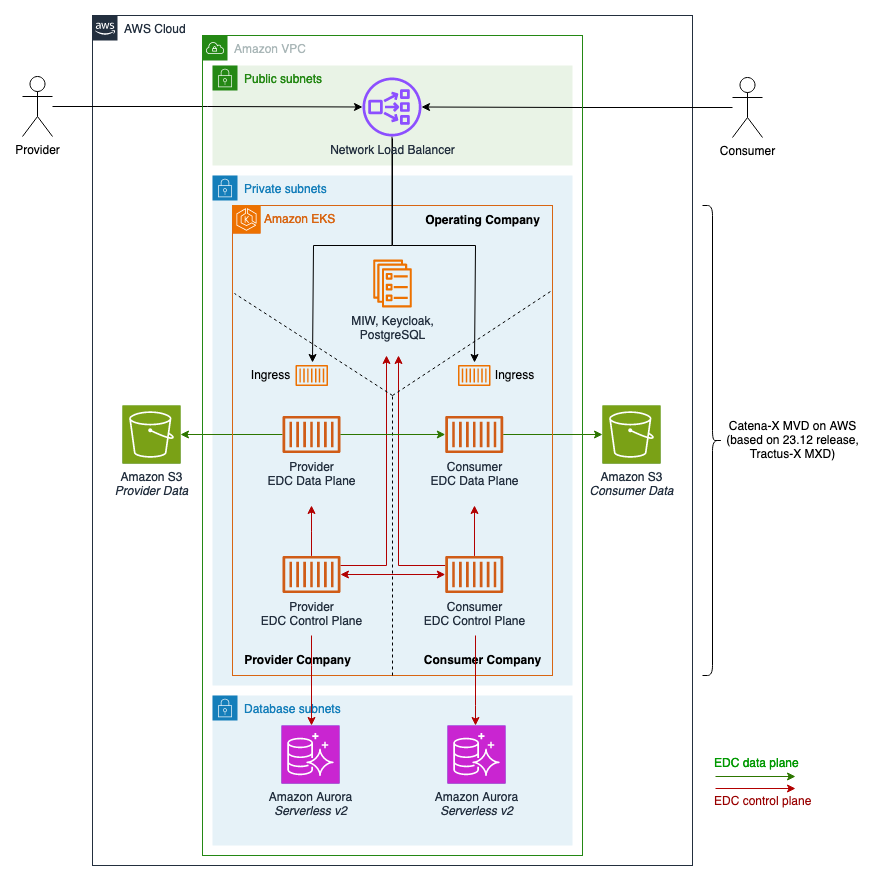 aws
AWS Cloud
Amazon VPC
Public subnets
Provider
Network Load Balancer
Consumer
Private subnets
Amazon EKS
Operating Company
MIW, Keycloak,
PostgreSQL
Ingress
Ingress
Provider
EDC Data Plane
Consumer
EDC Data Plane
Amazon S3
Provider Data
Amazon S3
Consumer Data
Catena-X MVD on AWS
(based on 23.12 release,
Tractus-X MXD)
Provider
EDC Control Plane
Consumer
EDC Control Plane
Provider Company
Consumer Company
Database subnets
Amazon Aurora
Serverless v2
Amazon Aurora
Serverless v2
EDC data plane
EDC control plane